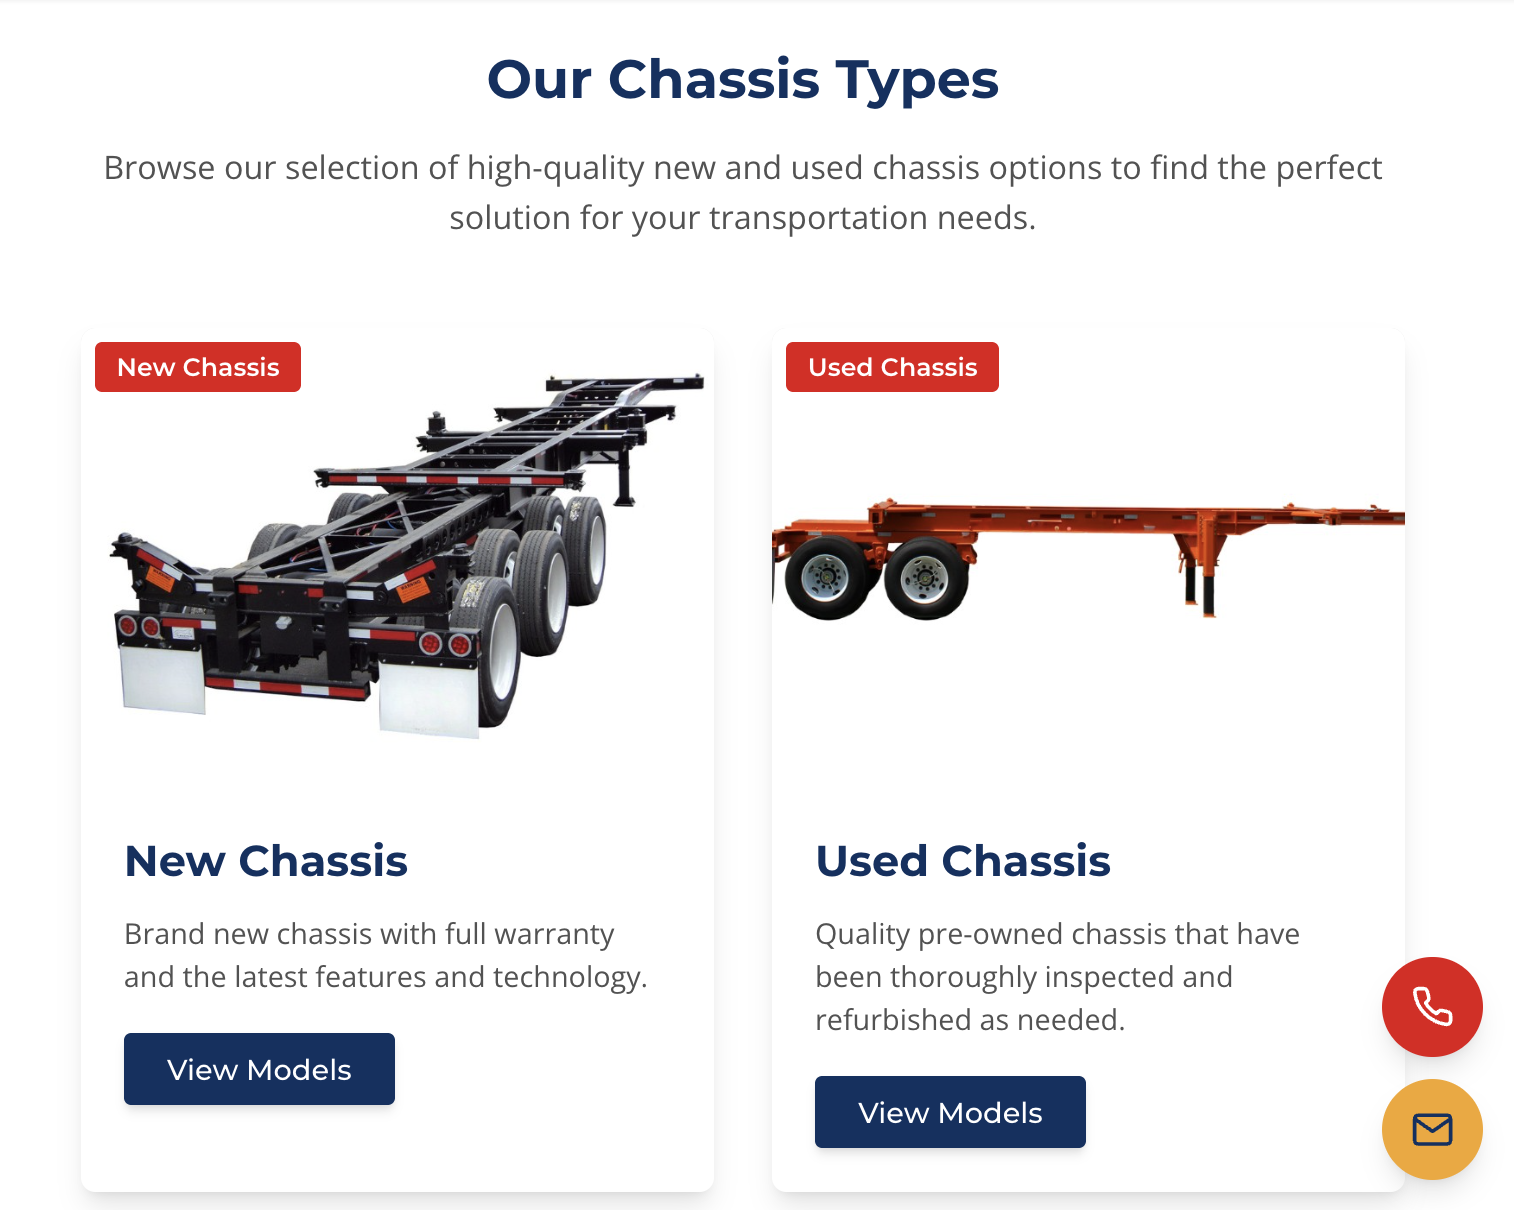 Our Chassis Types
Browse our selection of high-quality new and used chassis options to find the perfect
solution for your transportation needs.
New Chassis
Used Chassis
New Chassis
Brand new chassis with full warranty
and the latest features and technology.
View Models
Used Chassis
Quality pre-owned chassis that have
been thoroughly inspected and
refurbished as needed.
View Models